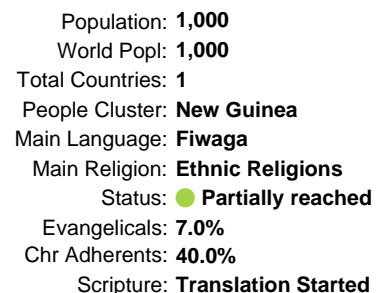 Population: 1,000
World Popl: 1,000
Total Countries: 1
People Cluster: New Guinea
Main Language: Fiwaga
Main Religion: Ethnic Religions
Status: Partially reached
Evangelicals: 7.0%
Chr Adherents: 40.0%
Scripture: Translation Started